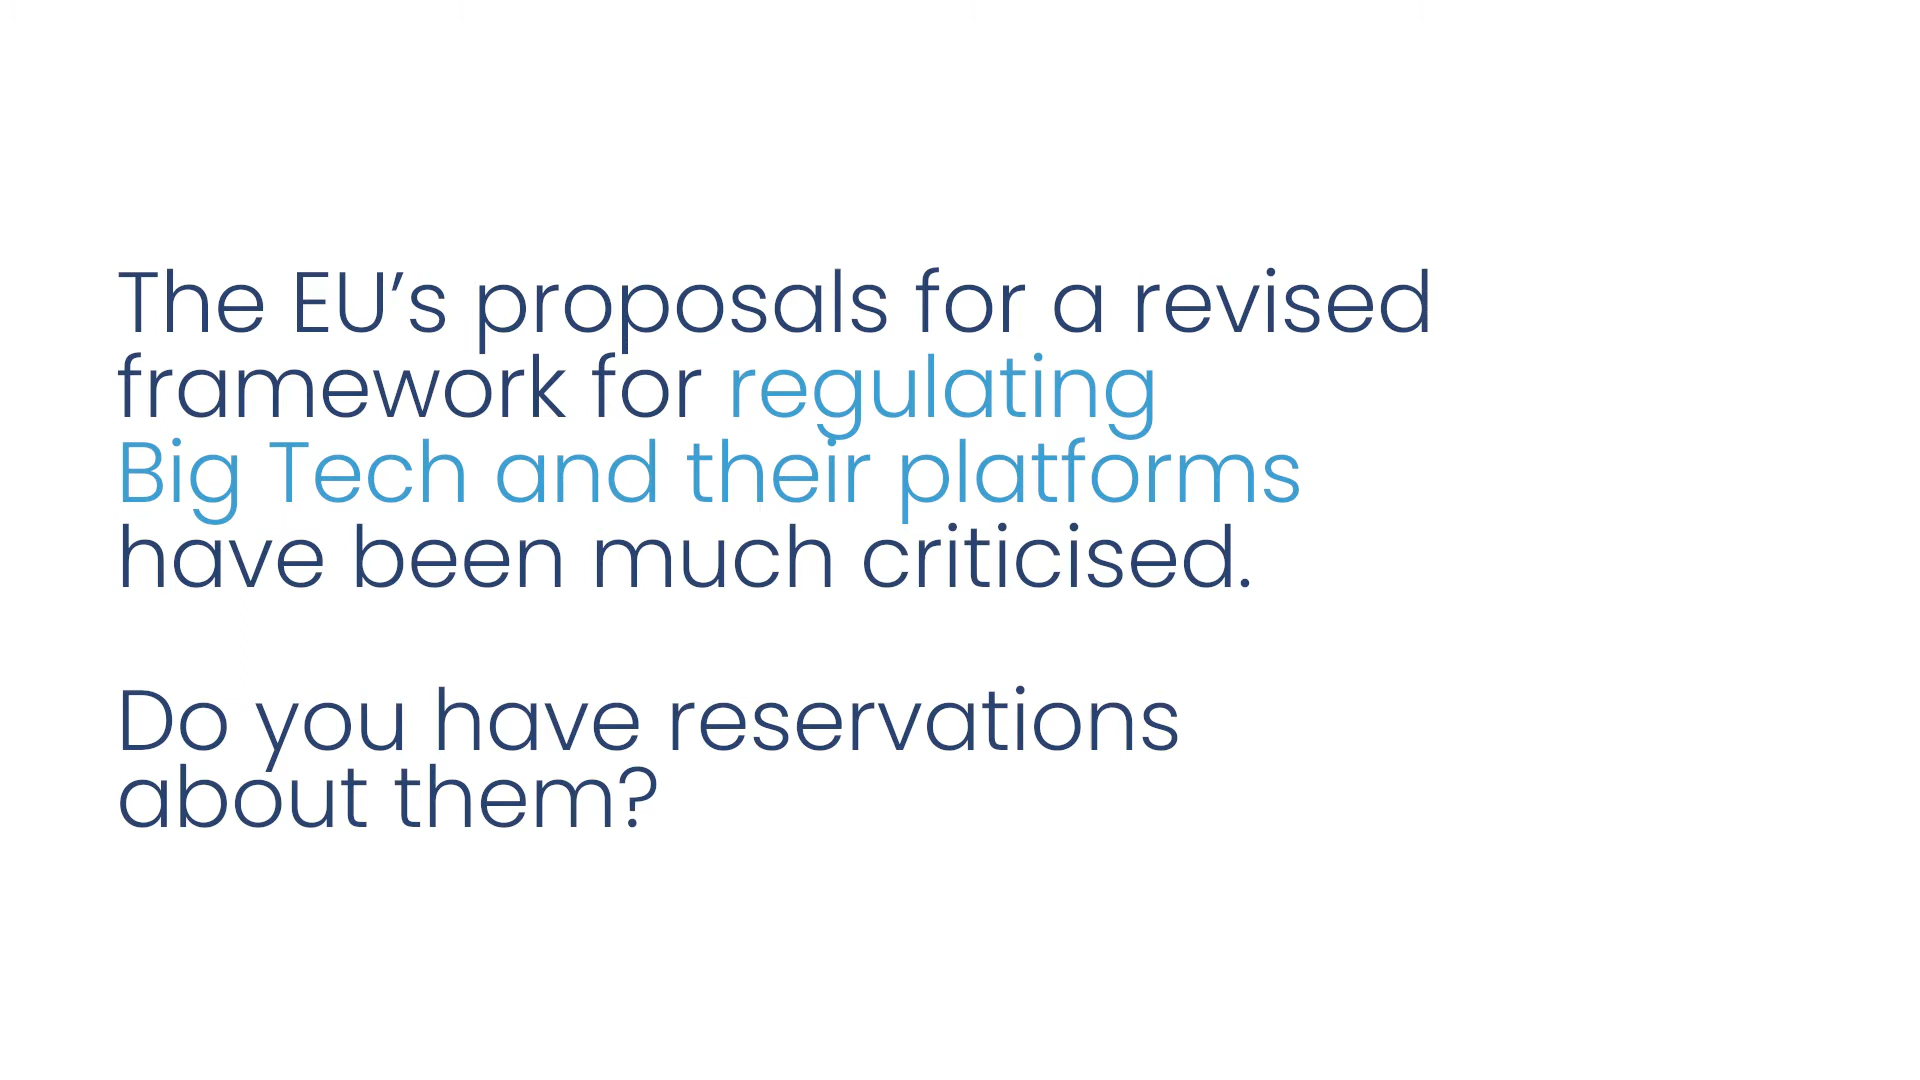 The EU’s proposals for a revised
framework for regulating
Big Tech and their platforms
have been much criticised.
Do you have reservations
about them?